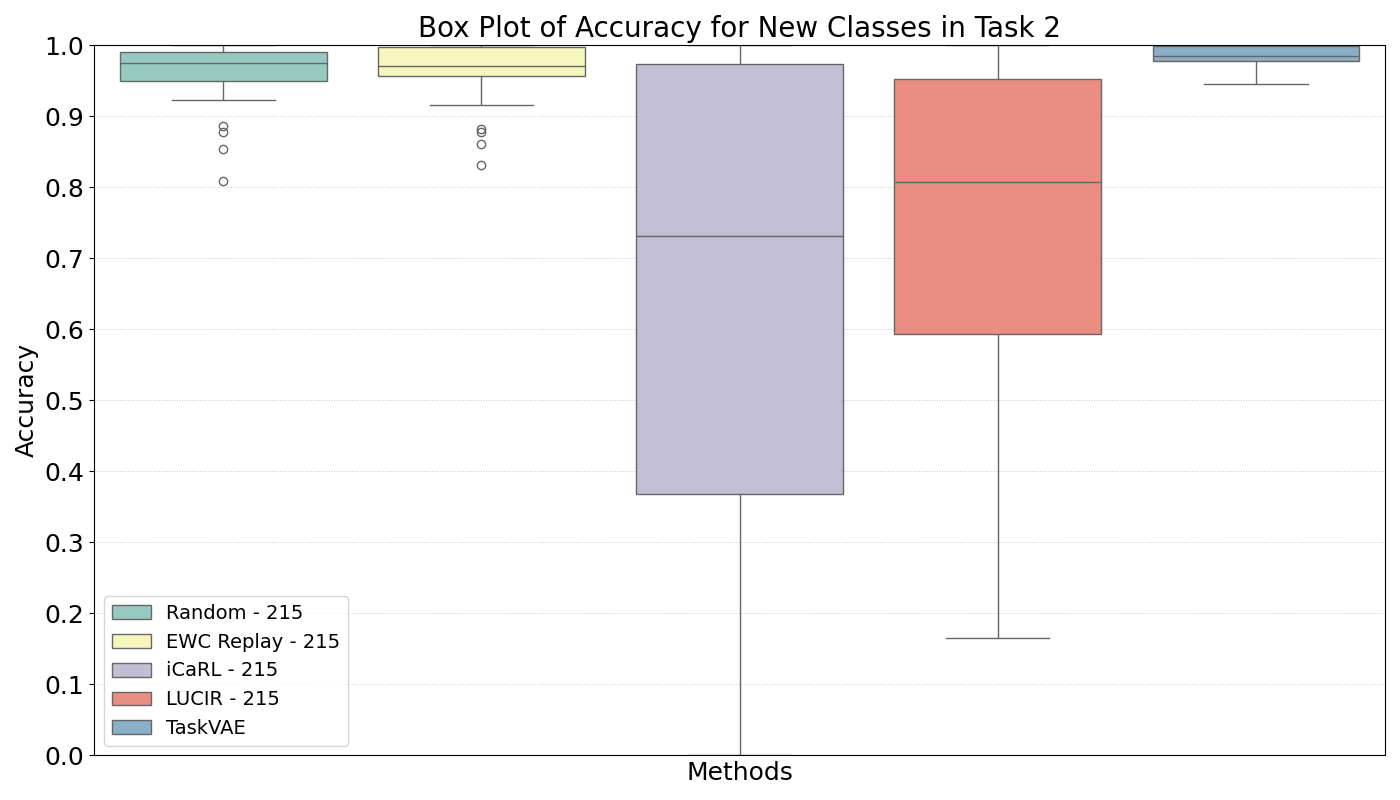 Box Plot of Accuracy for New Classes in Task 2
1.0
0.9
0.8
0.7
0.6
0.5
0.4
0.3
0.2
0.1
0.0
Accuracy
Random - 215
EWC Replay - 215
iCaRL - 215
LUCIR - 215
TaskVAE
Methods